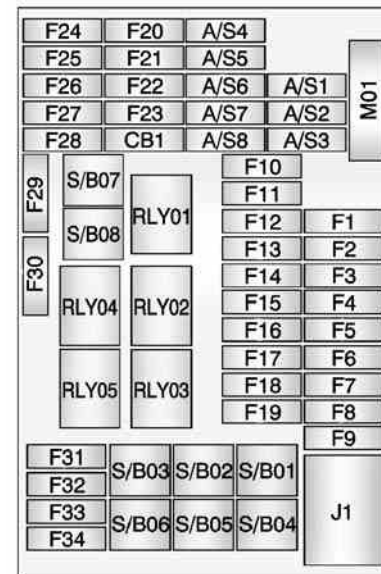 F24 F20 A/S4
F25 F21 A/S5
F26 F22 A/S6 A/S1
F27 F23 A/S7 A/S2
F28 CB1 A/S8 A/S3
M01
F29
S/B07
F10
F11
RLY01
F12 F1
S/B08
F13 F2
F30
F14 F3
RLY04 RLY02
F15 F4
F16 F5
F17 F6
RLY05 RLY03
F18 F7
F19 F8
F9
F31
S/B03 S/B02 S/B01
F32
F33
S/B06 S/B05 S/B04
F34
J1